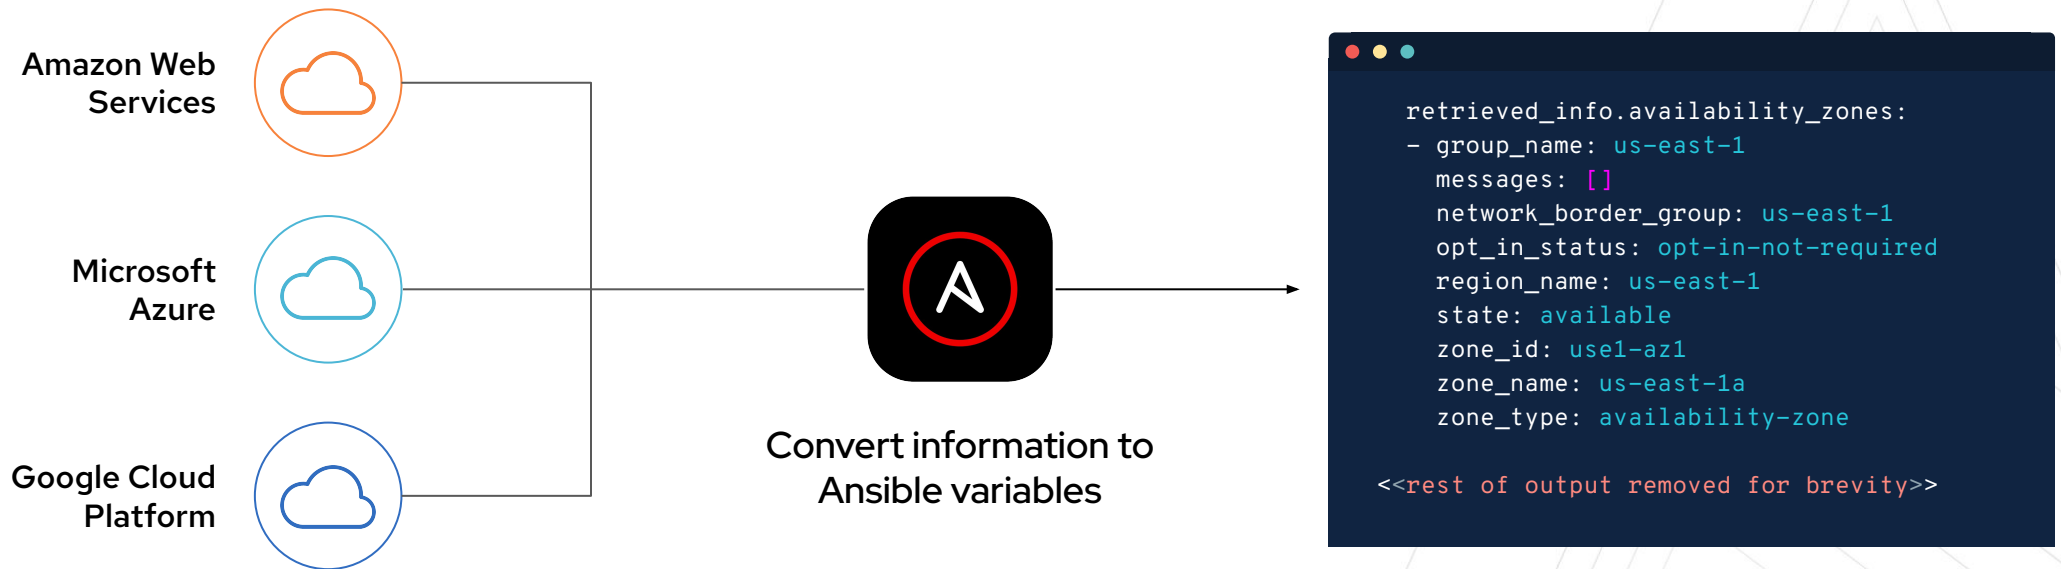 Amazon Web
Services
Microsoft
Azure
Google Cloud
Platform
Convert information to
Ansible variables
retrieved_info.availability_zones:
- group_name: us-east-1
messages: []
network_border_group: us-east-1
opt_in_status: opt-in-not-required
region_name: us-east-1
state: available
zone_id: use1-az1
zone_name: us-east-1a
zone_type: availability-zone
<<rest of output removed for brevity>>